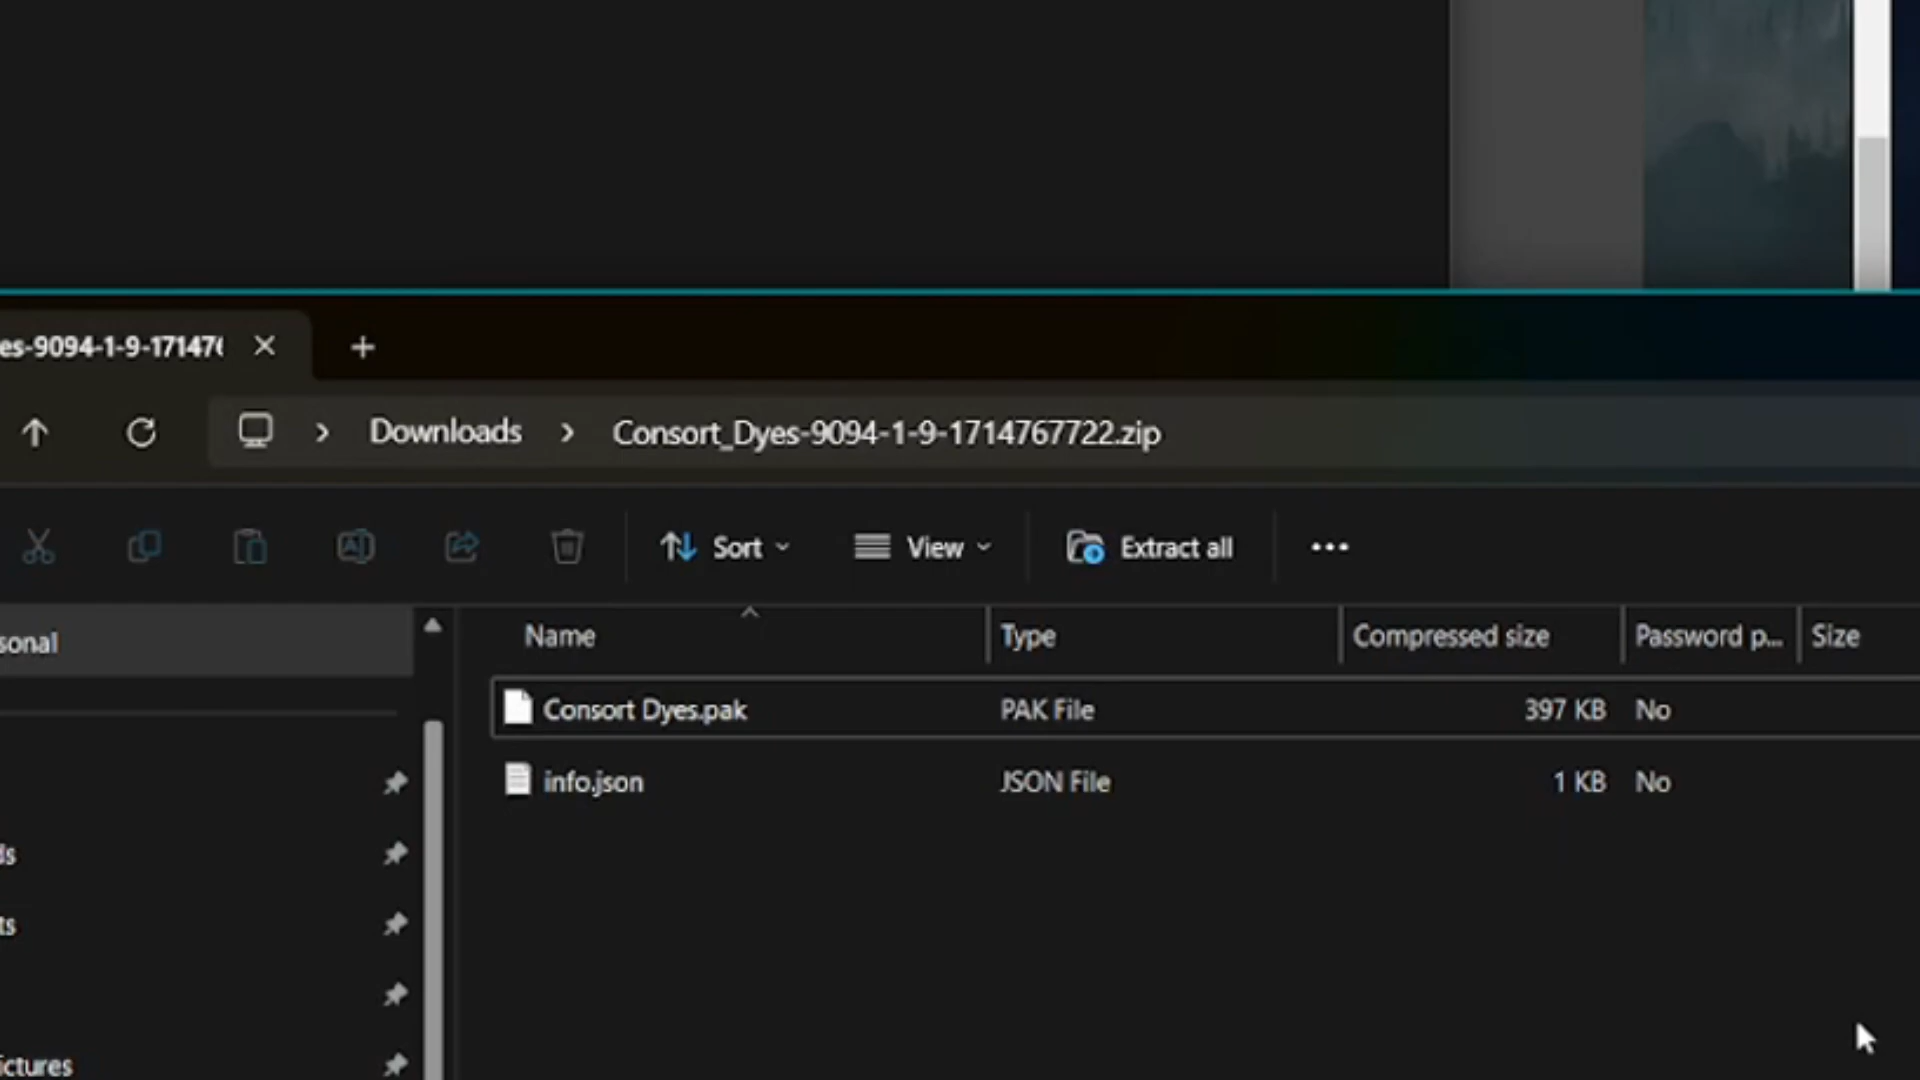 es-9094-1-9-17147
Downloads Consort_Dyes-9094-1-9-1714767722.zip
Sort View Extract all ...
sonal
Name Type Compressed size Password p... Size
Consort Dyes.pak PAK File 397 KB No
info.json JSON File 1 KB No
ds
ts
ictures